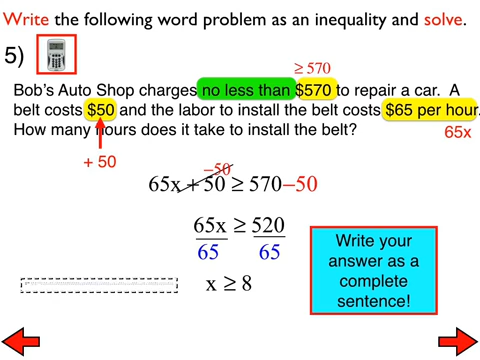 Write the following word problem as an inequality and solve.
5)
≥ 570
Bob's Auto Shop charges no less than $570 to repair a car. A
belt costs $50 and the labor to install the belt costs $65 per hour.
How many hours does it take to install the belt?
65x
+ 50
−50
65x + 50 ≥ 570 −50
65x ≥ 520
65 65
x ≥ 8
Write your
answer as a
complete
sentence!